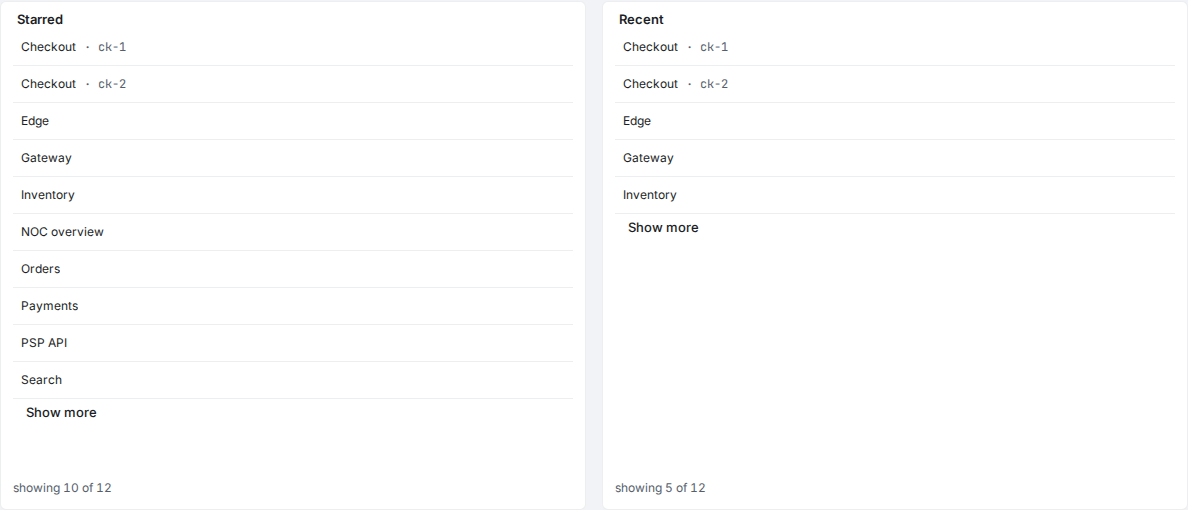 Starred
Checkout · ck-1
Checkout · ck-2
Edge
Gateway
Inventory
NOC overview
Orders
Payments
PSP API
Search
Show more
showing 10 of 12
Recent
Checkout · ck-1
Checkout · ck-2
Edge
Gateway
Inventory
Show more
showing 5 of 12